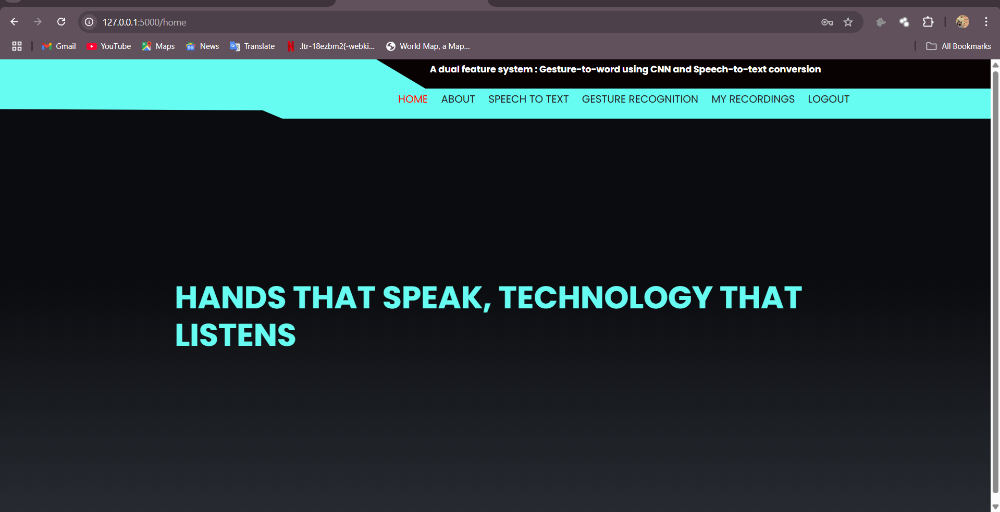 127.0.0.1:5000/home
Gmail YouTube Maps News Translate .ltr-18ezbm2{-webki... World Map, a Map... All Bookmarks
A dual feature system : Gesture-to-word using CNN and Speech-to-text conversion
HOME ABOUT SPEECH TO TEXT GESTURE RECOGNITION MY RECORDINGS LOGOUT
HANDS THAT SPEAK, TECHNOLOGY THAT
LISTENS